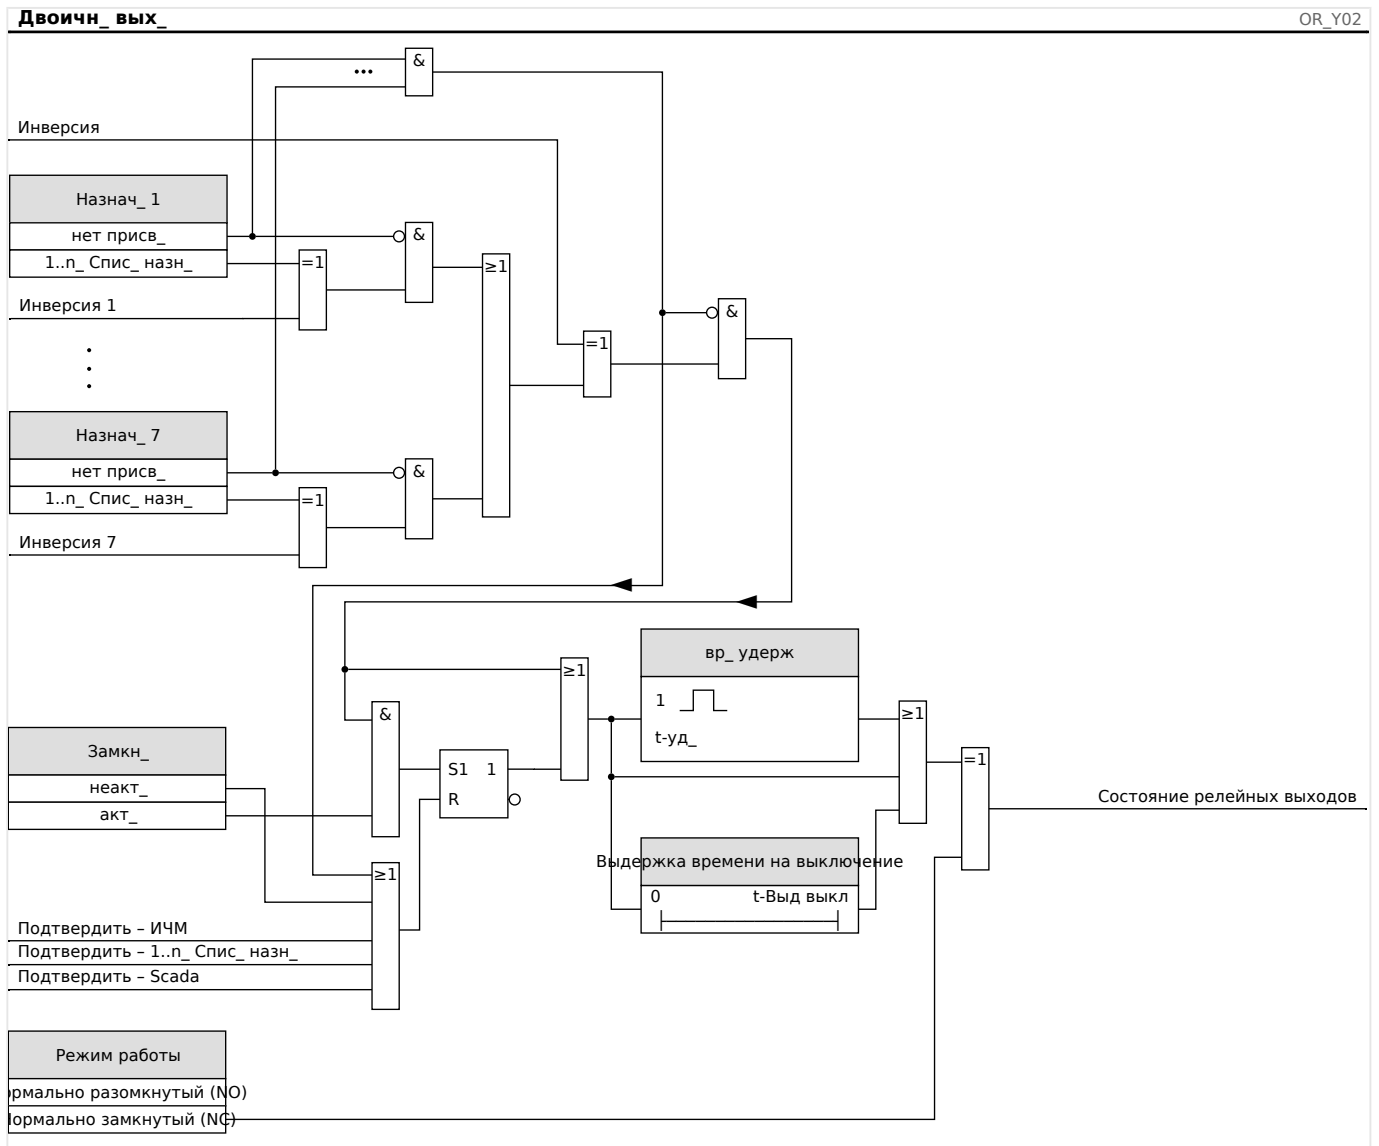 Двоичн_ вых_
OR_Y02
&
Инверсия
Назнач_ 1
нет присв_
&
1..n_ Спис_ назн_
=1
≥1
Инверсия 1
&
=1
Назнач_ 7
нет присв_
&
1..n_ Спис_ назн_
=1
Инверсия 7
вр_ удерж
≥1
1
t-уд_
&
≥1
Замкн_
неакт_
акт_
S1 1
R
=1
Состояние релейных выходов
Выдержка времени на выключение
0
t-Выд выкл
≥1
Подтвердить – ИЧМ
Подтвердить – 1..n_ Спис_ назн_
Подтвердить – Scada
Режим работы
ормально разомкнутый (NO)
ормально замкнутый (NC)